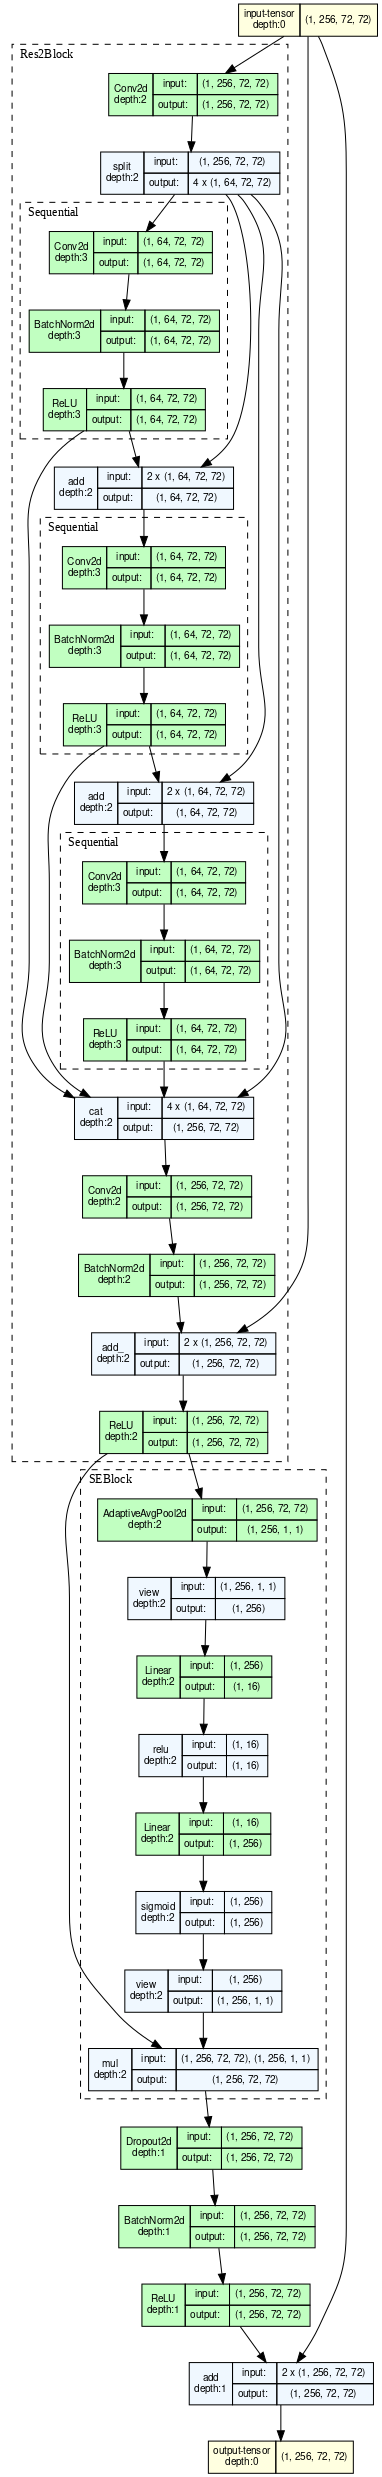 input-tensor
depth:0
(1, 256, 72, 72)
Res2Block
Conv2d
depth:2
input:
(1, 256, 72, 72)
output:
(1, 256, 72, 72)
split
depth:2
input:
(1, 256, 72, 72)
output:
4 x (1, 64, 72, 72)
Sequential
Conv2d
depth:3
input:
(1, 64, 72, 72)
output:
(1, 64, 72, 72)
BatchNorm2d
depth:3
input:
(1, 64, 72, 72)
output:
(1, 64, 72, 72)
ReLU
depth:3
input:
(1, 64, 72, 72)
output:
(1, 64, 72, 72)
add
depth:2
input:
2 x (1, 64, 72, 72)
output:
(1, 64, 72, 72)
Sequential
Conv2d
depth:3
input:
(1, 64, 72, 72)
output:
(1, 64, 72, 72)
BatchNorm2d
depth:3
input:
(1, 64, 72, 72)
output:
(1, 64, 72, 72)
ReLU
depth:3
input:
(1, 64, 72, 72)
output:
(1, 64, 72, 72)
add
depth:2
input:
2 x (1, 64, 72, 72)
output:
(1, 64, 72, 72)
Sequential
Conv2d
depth:3
input:
(1, 64, 72, 72)
output:
(1, 64, 72, 72)
BatchNorm2d
depth:3
input:
(1, 64, 72, 72)
output:
(1, 64, 72, 72)
ReLU
depth:3
input:
(1, 64, 72, 72)
output:
(1, 64, 72, 72)
cat
depth:2
input:
4 x (1, 64, 72, 72)
output:
(1, 256, 72, 72)
Conv2d
depth:2
input:
(1, 256, 72, 72)
output:
(1, 256, 72, 72)
BatchNorm2d
depth:2
input:
(1, 256, 72, 72)
output:
(1, 256, 72, 72)
add_
depth:2
input:
2 x (1, 256, 72, 72)
output:
(1, 256, 72, 72)
ReLU
depth:2
input:
(1, 256, 72, 72)
output:
(1, 256, 72, 72)
SEBlock
AdaptiveAvgPool2d
depth:2
input:
(1, 256, 72, 72)
output:
(1, 256, 1, 1)
view
depth:2
input:
(1, 256, 1, 1)
output:
(1, 256)
Linear
depth:2
input:
(1, 256)
output:
(1, 16)
relu
depth:2
input:
(1, 16)
output:
(1, 16)
Linear
depth:2
input:
(1, 16)
output:
(1, 256)
sigmoid
depth:2
input:
(1, 256)
output:
(1, 256)
view
depth:2
input:
(1, 256)
output:
(1, 256, 1, 1)
mul
depth:2
input:
(1, 256, 72, 72), (1, 256, 1, 1)
output:
(1, 256, 72, 72)
Dropout2d
depth:1
input:
(1, 256, 72, 72)
output:
(1, 256, 72, 72)
BatchNorm2d
depth:1
input:
(1, 256, 72, 72)
output:
(1, 256, 72, 72)
ReLU
depth:1
input:
(1, 256, 72, 72)
output:
(1, 256, 72, 72)
add
depth:1
input:
2 x (1, 256, 72, 72)
output:
(1, 256, 72, 72)
output-tensor
depth:0
(1, 256, 72, 72)